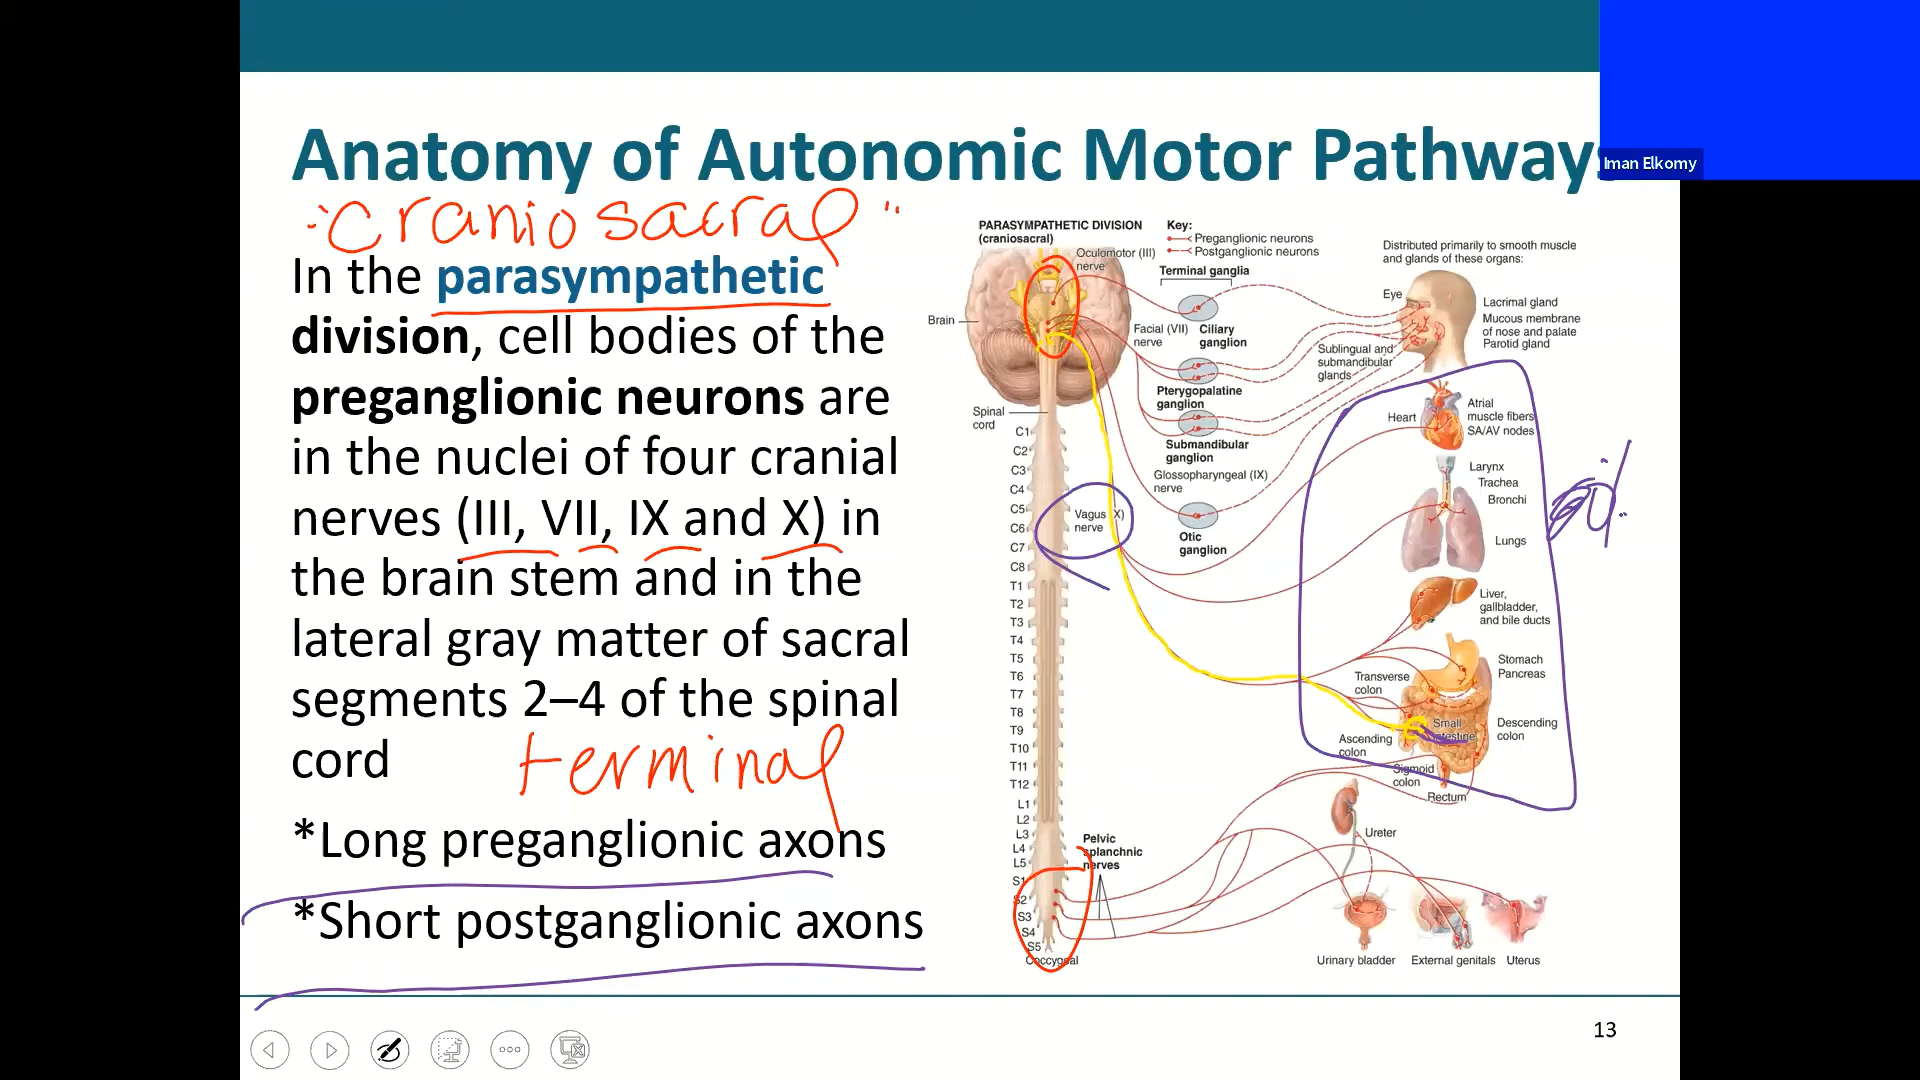 Anatomy of Autonomic Motor Pathways
Iman Elkomy
"Craniosacral"
In the parasympathetic
division, cell bodies of the
preganglionic neurons are
in the nuclei of four cranial
nerves (III, VII, IX and X) in
the brain stem and in the
lateral gray matter of sacral
segments 2–4 of the spinal
cord
terminal
*Long preganglionic axons
*Short postganglionic axons
PARASYMPATHETIC DIVISION
(craniosacral)
Key:
Preganglionic neurons
Postganglionic neurons
Distributed primarily to smooth muscle
and glands of these organs:
Oculomotor (III)
nerve
Terminal ganglia
Eye
Lacrimal gland
Mucous membrane
of nose and palate
Parotid gland
Brain
Facial (VII)
nerve
Ciliary
ganglion
Sublingual and
submandibular
glands
Pterygopalatine
ganglion
Spinal
cord
Submandibular
ganglion
Heart
Atrial
muscle fibers
SA/AV nodes
Glossopharyngeal (IX)
nerve
Larynx
Trachea
Bronchi
Vagus (X)
nerve
Otic
ganglion
Lungs
C1
C2
C3
C4
C5
C6
C7
C8
T1
T2
T3
T4
T5
T6
T7
T8
T9
T10
T11
T12
L1
L2
L3
L4
L5
S1
S2
S3
S4
S5
Coccygeal
Liver,
gallbladder,
and bile ducts
Stomach
Pancreas
Transverse
colon
Small
intestine
Descending
colon
Ascending
colon
Sigmoid
colon
Rectum
Ureter
Pelvic
splanchnic
nerves
Urinary bladder
External genitals
Uterus
13